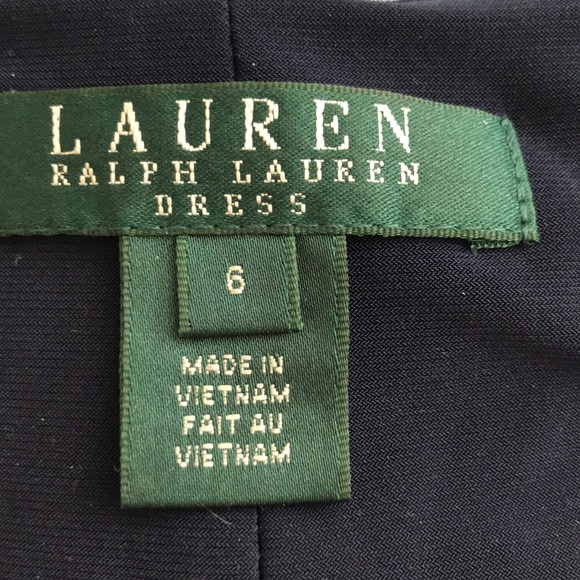 LAUREN
RALPH LAUREN
DRESS
6
MADE IN
VIETNAM
FAIT AU
VIETNAM